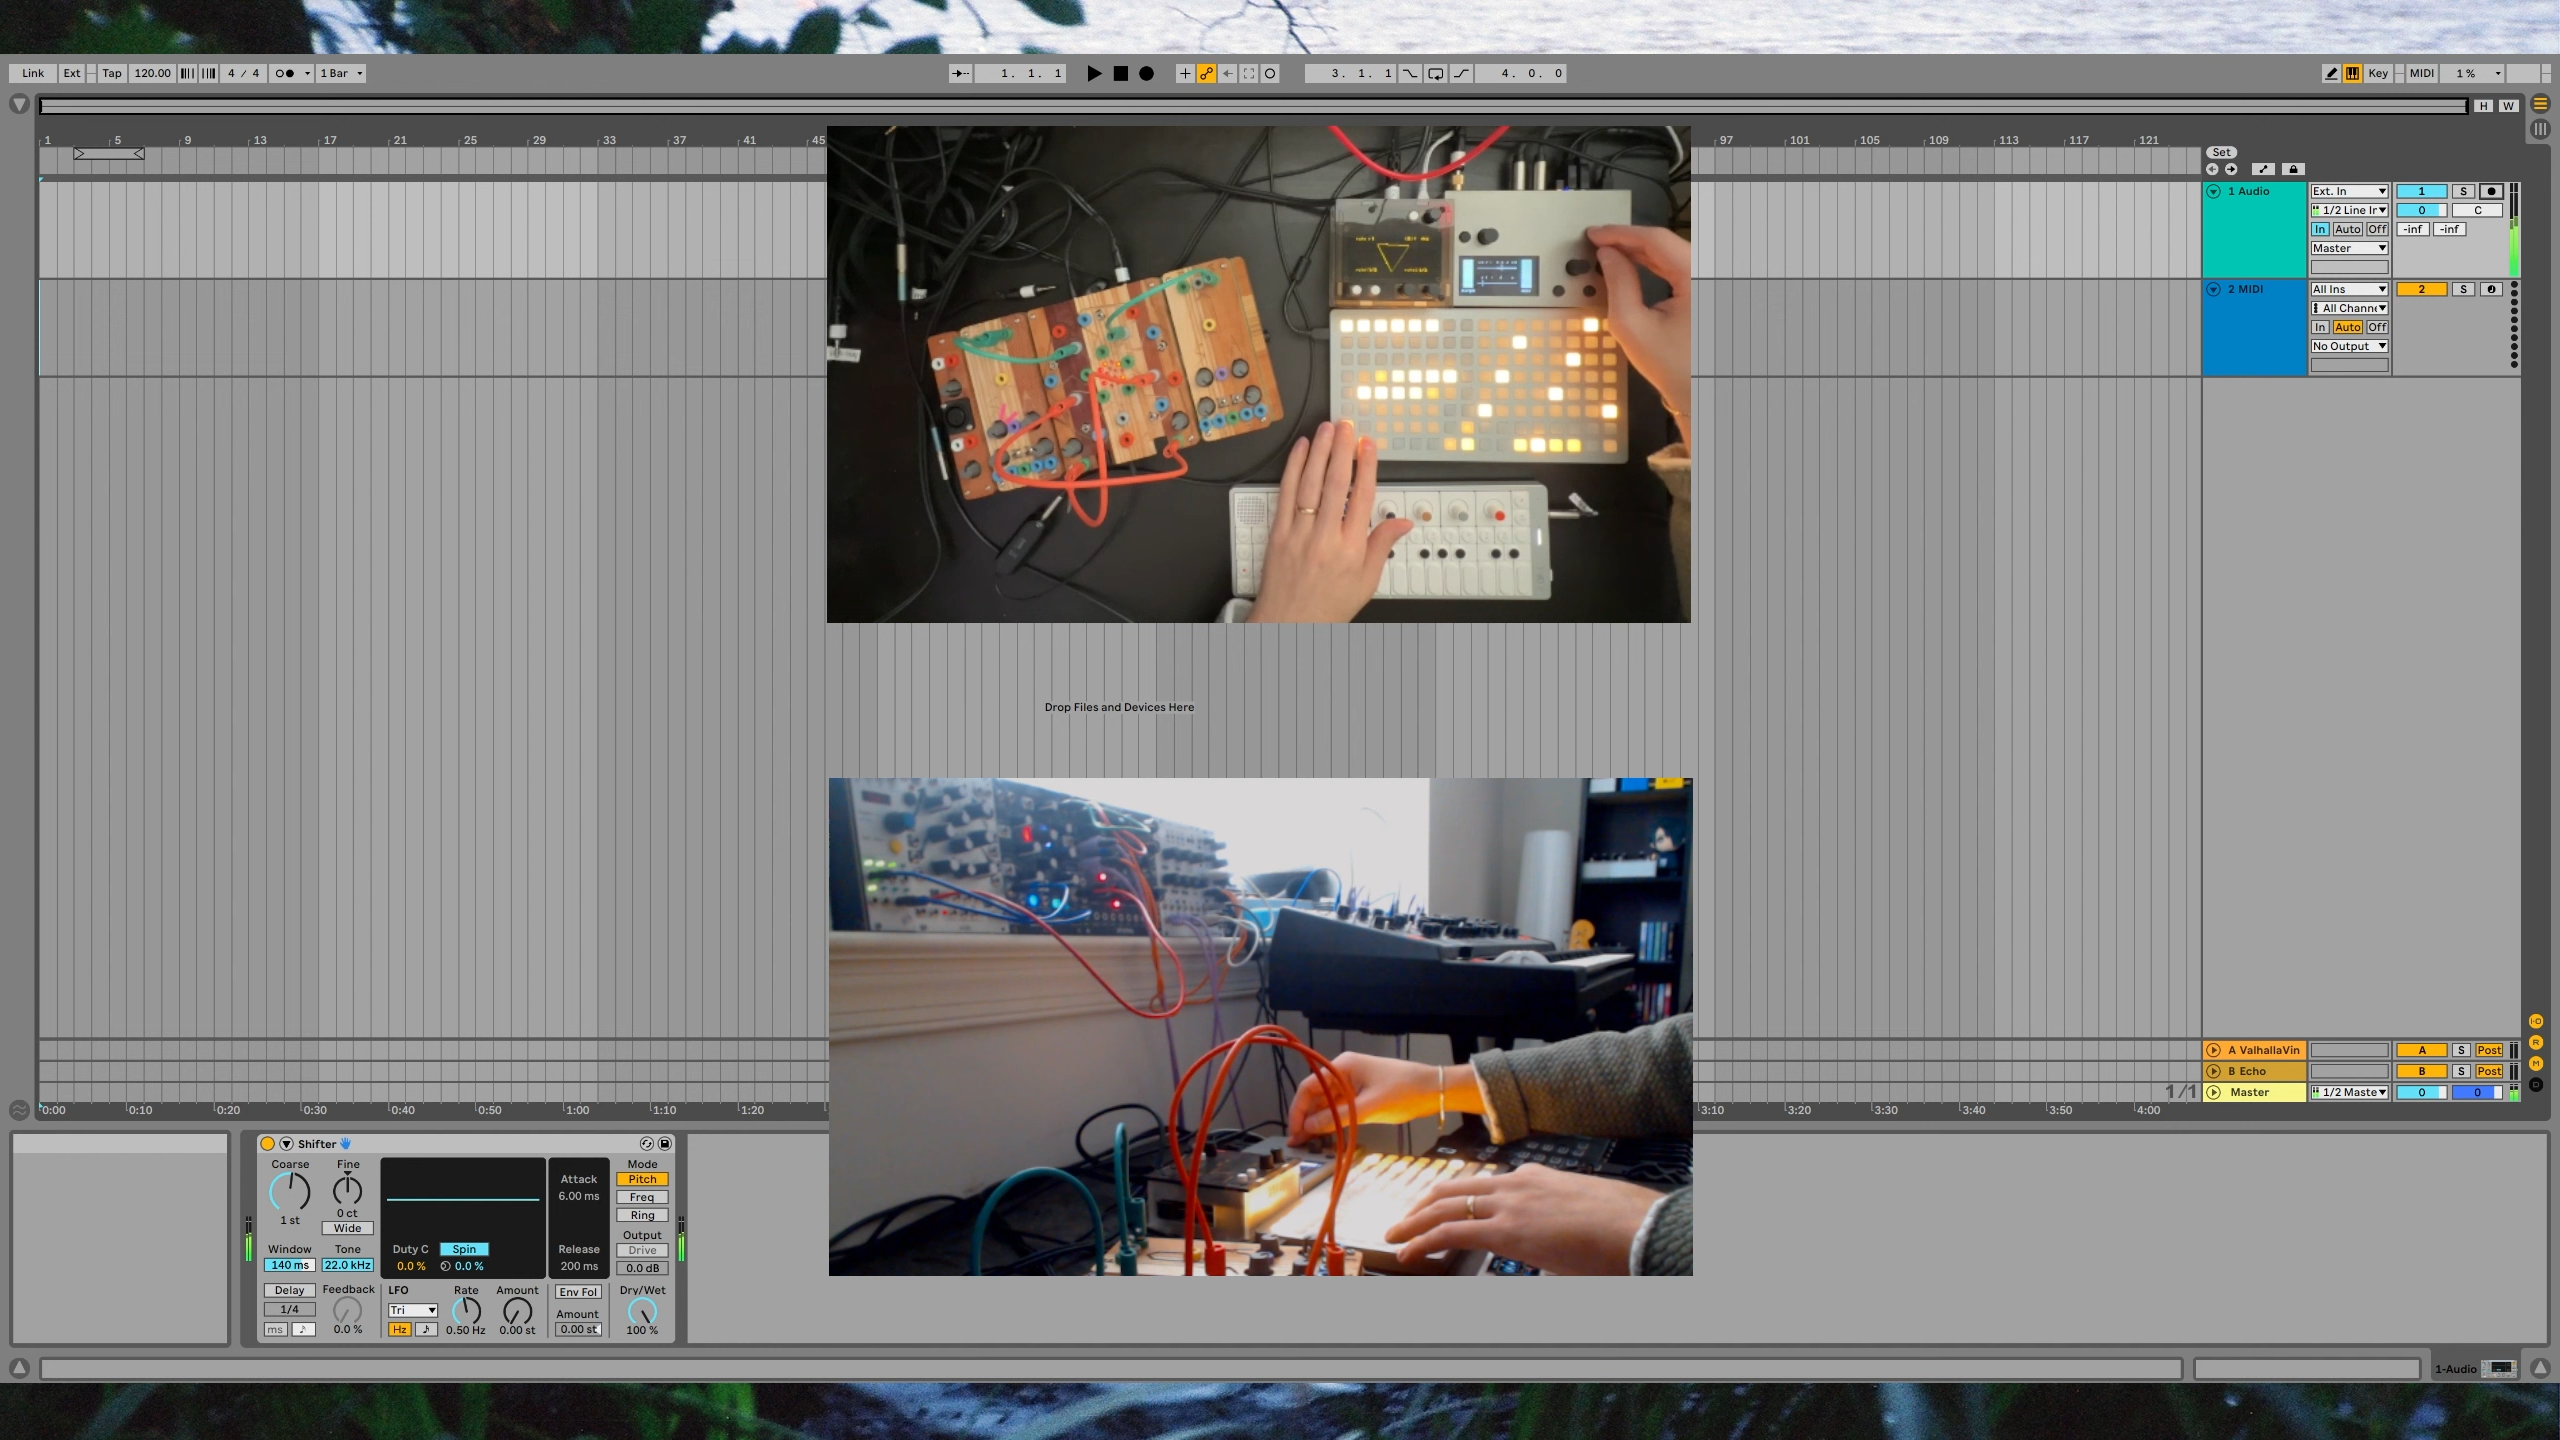 Link Ext Tap 120.00 4 / 4 1 Bar 1. 1. 1 3. 1. 1 4. 0. 0 Key MIDI 1 %
H W
1 5 9 13 17 21 25 29 33 37 41 45 97 101 105 109 113 117 121
Set
1 Audio Ext. In 1 S
1/2 Line Ir 0 C
In Auto Off -inf -inf
Master
2 MIDI All Ins 2 S
All Chann
In Auto Off
No Output
Drop Files and Devices Here
A ValhallaVin A S Post
B Echo B S Post
1/1 Master 1/2 Maste 0 0
0:00 0:10 0:20 0:30 0:40 0:50 1:00 1:10 1:20 3:10 3:20 3:30 3:40 3:50 4:00
Shifter
Coarse Fine Mode
Attack Pitch
6.00 ms Freq
0 ct Ring
1 st Wide
Output
Window Tone Duty C Spin Release Drive
140 ms 22.0 kHz 0.0 % 0.0 % 200 ms 0.0 dB
Delay Feedback LFO Rate Amount Env Fol Dry/Wet
1/4 Tri Amount
ms 0.0 % Hz 0.50 Hz 0.00 st 0.00 st 100 %
1-Audio